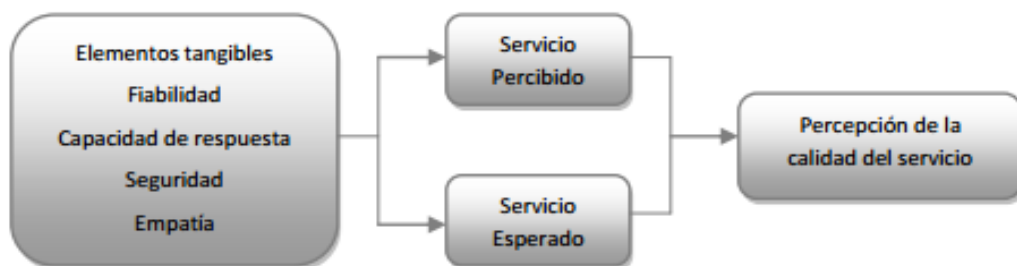 Elementos tangibles
Fiabilidad
Capacidad de respuesta
Seguridad
Empatía
Servicio
Percibido
Servicio
Esperado
Percepción de la
calidad del servicio